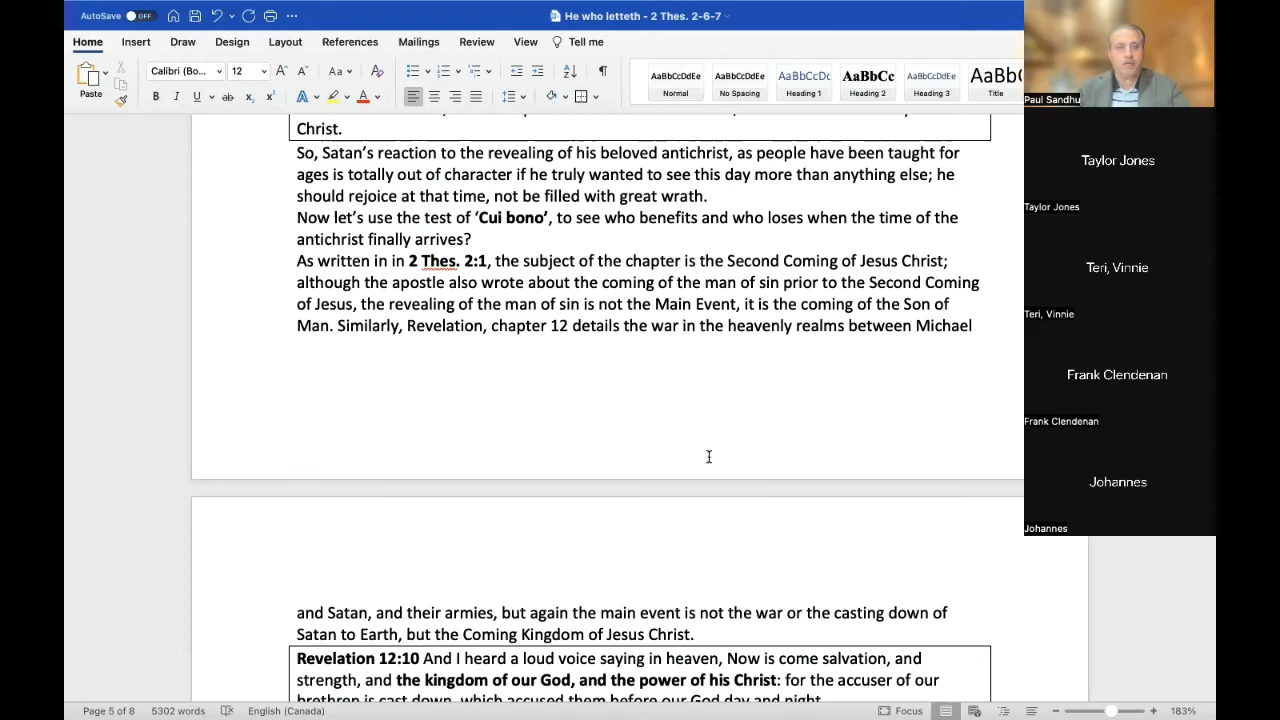 AutoSave OFF
He who letteth - 2 Thes. 2-6-7
Home Insert Draw Design Layout References Mailings Review View Tell me
Paste
Calibri (Bo... 12
AaBbCcDdEe AaBbCcDdEe AaBbCcDc AaBbCc AaBbCcDdEe AaBbC
Normal No Spacing Heading 1 Heading 2 Heading 3 Title
Christ.
So, Satan’s reaction to the revealing of his beloved antichrist, as people have been taught for
ages is totally out of character if he truly wanted to see this day more than anything else; he
should rejoice at that time, not be filled with great wrath.
Now let’s use the test of ‘Cui bono’, to see who benefits and who loses when the time of the
antichrist finally arrives?
As written in in 2 Thes. 2:1, the subject of the chapter is the Second Coming of Jesus Christ;
although the apostle also wrote about the coming of the man of sin prior to the Second Coming
of Jesus, the revealing of the man of sin is not the Main Event, it is the coming of the Son of
Man. Similarly, Revelation, chapter 12 details the war in the heavenly realms between Michael
and Satan, and their armies, but again the main event is not the war or the casting down of
Satan to Earth, but the Coming Kingdom of Jesus Christ.
Revelation 12:10 And I heard a loud voice saying in heaven, Now is come salvation, and
strength, and the kingdom of our God, and the power of his Christ: for the accuser of our
brethren is cast down, which accused them before our God day and night.
Page 5 of 8 5302 words English (Canada) Focus 183%
Paul Sandhu
Taylor Jones
Taylor Jones
Teri, Vinnie
Teri, Vinnie
Frank Clendenan
Frank Clendenan
Johannes
Johannes